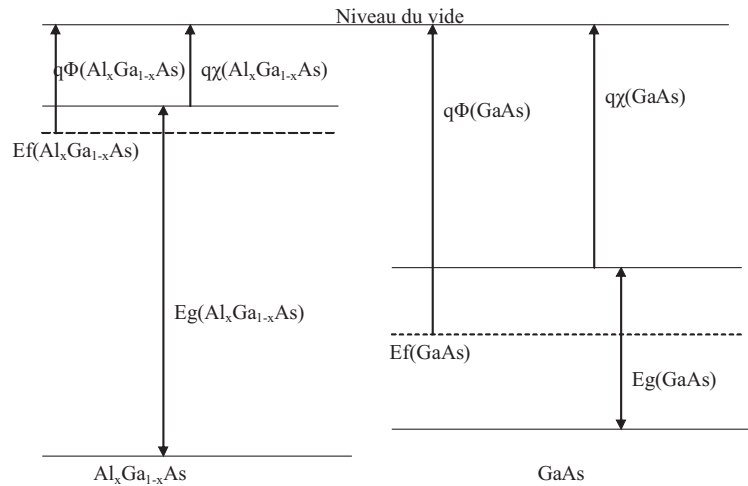 Niveau du vide
qΦ(AlₓGa₁₋ₓAs)
qχ(AlₓGa₁₋ₓAs)
Ef(AlₓGa₁₋ₓAs)
Eg(AlₓGa₁₋ₓAs)
AlₓGa₁₋ₓAs
qΦ(GaAs)
qχ(GaAs)
Ef(GaAs)
Eg(GaAs)
GaAs